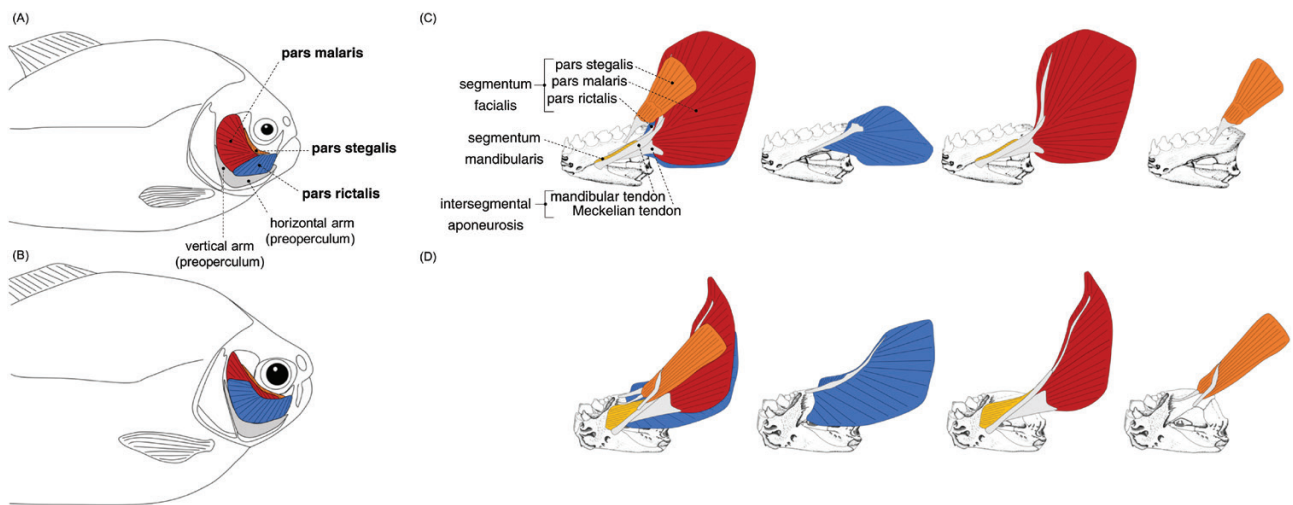 (A)
pars malaris
pars stegalis
pars rictalis
horizontal arm
(preoperculum)
vertical arm
(preoperculum)
(B)
(C)
pars stegalis
pars malaris
pars rictalis
segmentum
facialis
segmentum
mandibularis
mandibular tendon
Meckelian tendon
intersegmental
aponeurosis
(D)